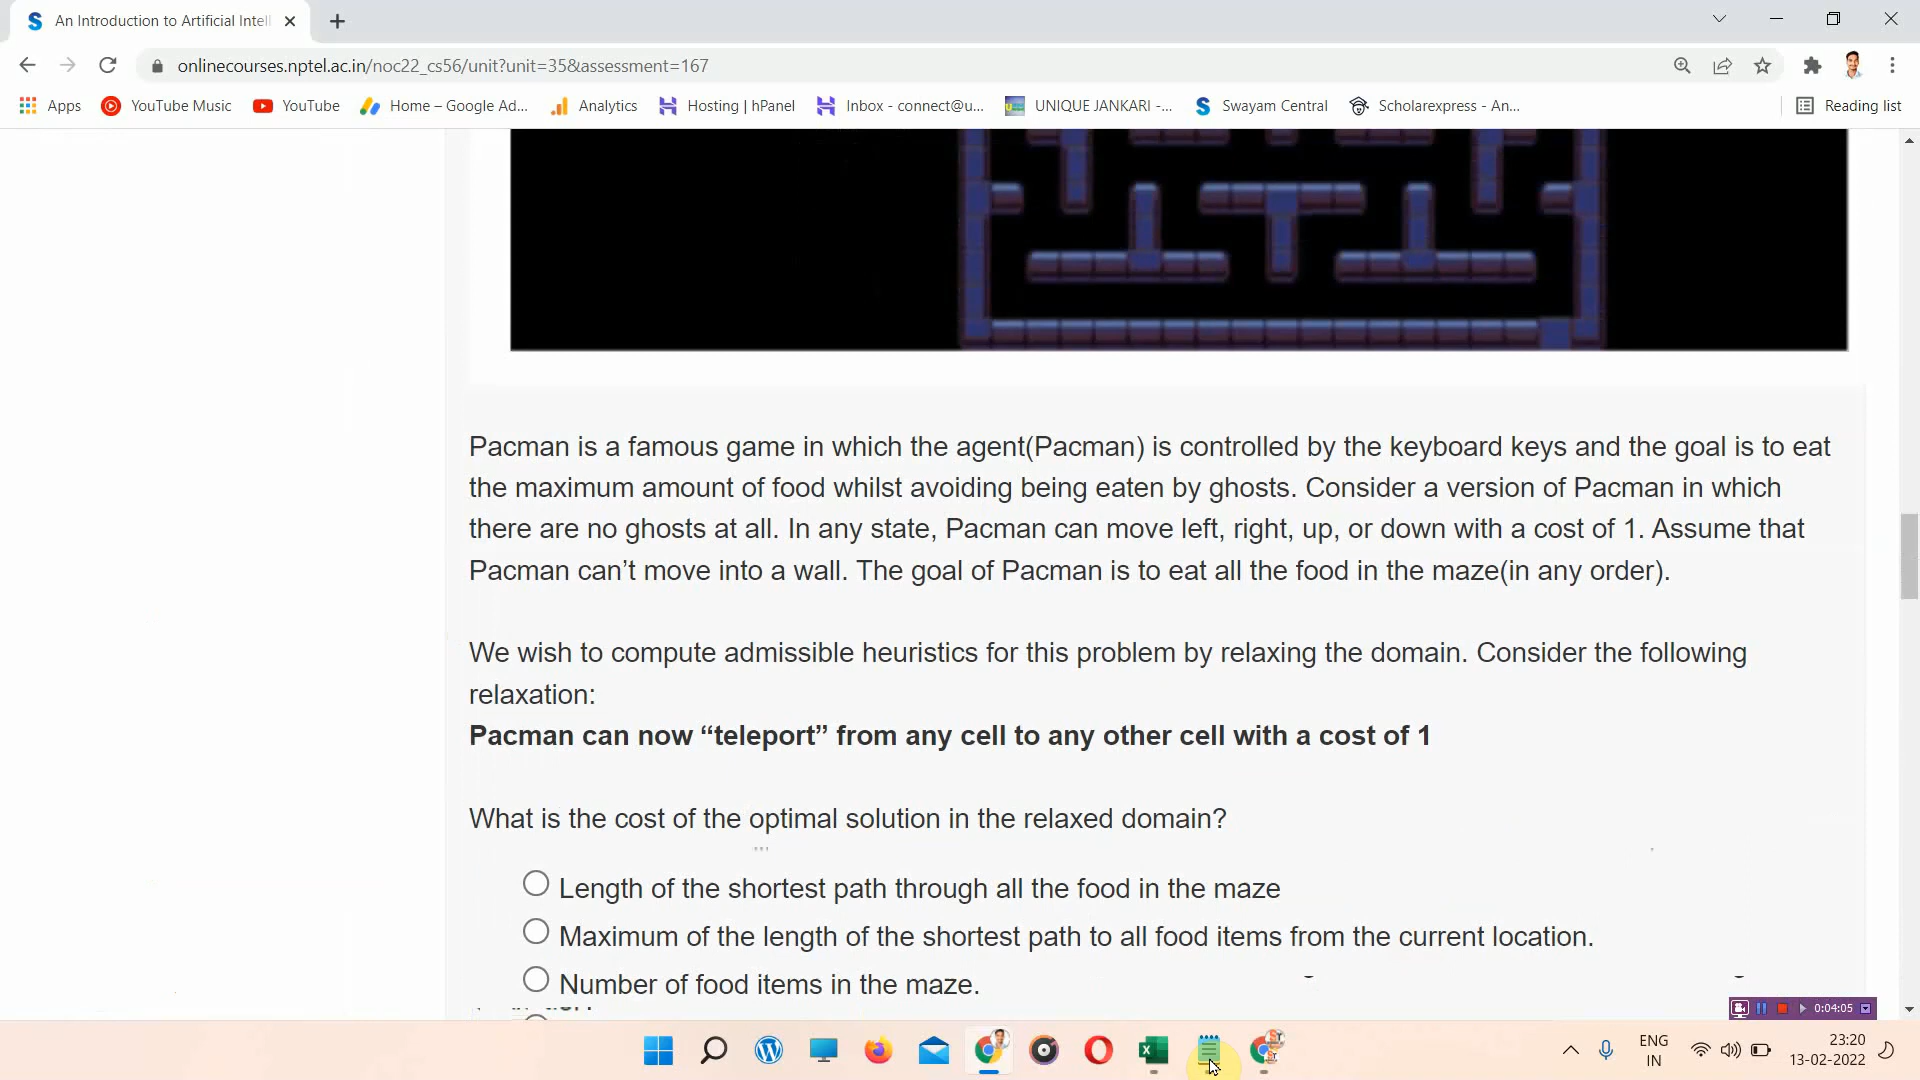 An Introduction to Artificial Intell
onlinecourses.nptel.ac.in/noc22_cs56/unit?unit=35&assessment=167
Apps YouTube Music YouTube Home – Google Ad... Analytics Hosting | hPanel Inbox - connect@u... UNIQUE JANKARI -... Swayam Central Scholarexpress - An... Reading list
Pacman is a famous game in which the agent(Pacman) is controlled by the keyboard keys and the goal is to eat
the maximum amount of food whilst avoiding being eaten by ghosts. Consider a version of Pacman in which
there are no ghosts at all. In any state, Pacman can move left, right, up, or down with a cost of 1. Assume that
Pacman can’t move into a wall. The goal of Pacman is to eat all the food in the maze(in any order).
We wish to compute admissible heuristics for this problem by relaxing the domain. Consider the following
relaxation:
Pacman can now “teleport” from any cell to any other cell with a cost of 1
What is the cost of the optimal solution in the relaxed domain?
Length of the shortest path through all the food in the maze
Maximum of the length of the shortest path to all food items from the current location.
Number of food items in the maze.
0:04:05
ENG
IN
23:20
13-02-2022